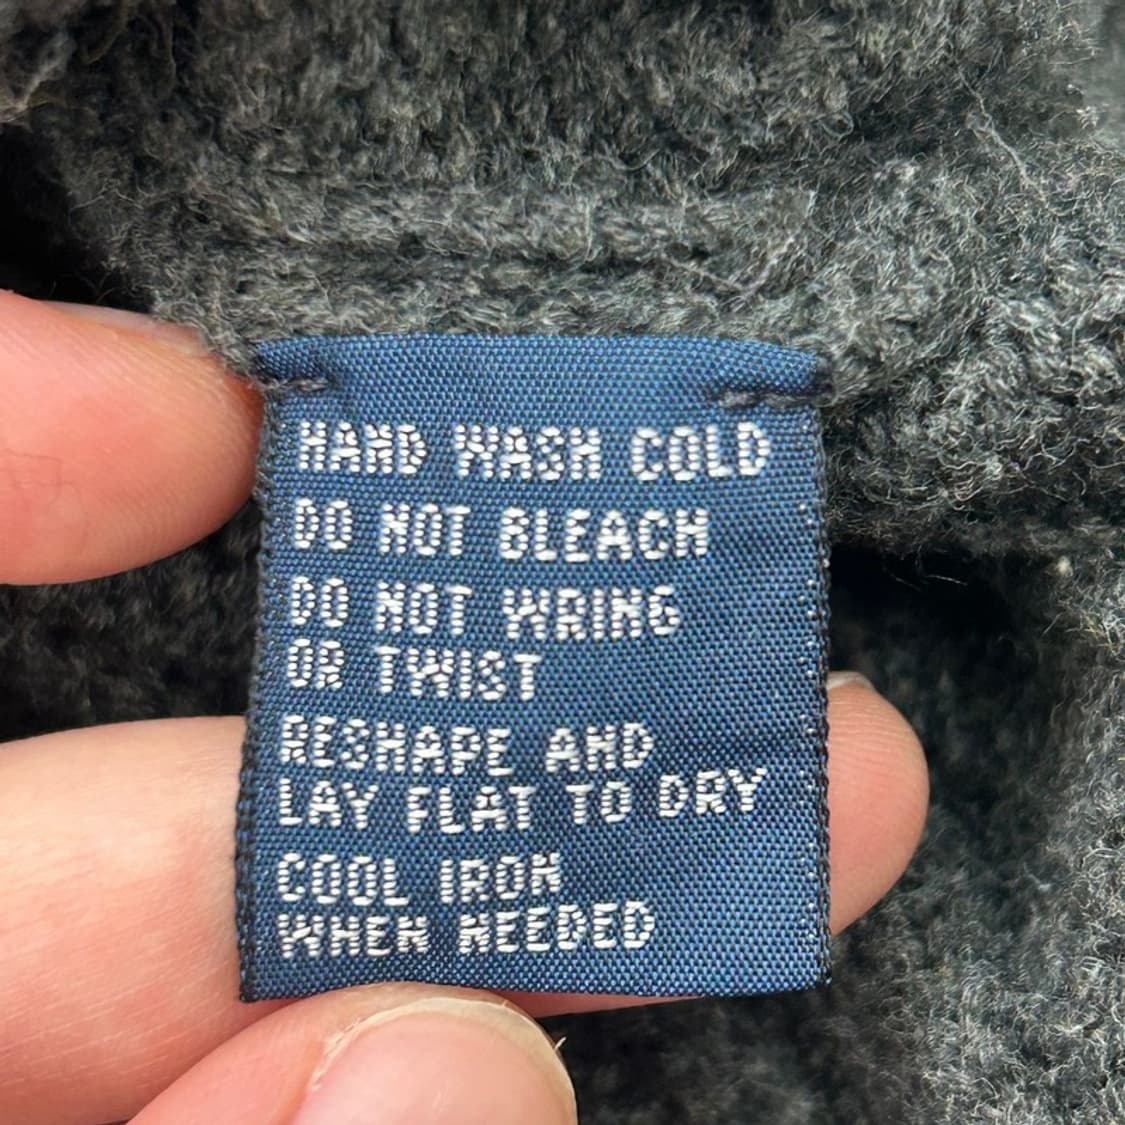 HAND WASH COLD
DO NOT BLEACH
DO NOT WRING
OR TWIST
RESHAPE AND
LAY FLAT TO DRY
COOL IRON
WHEN NEEDED